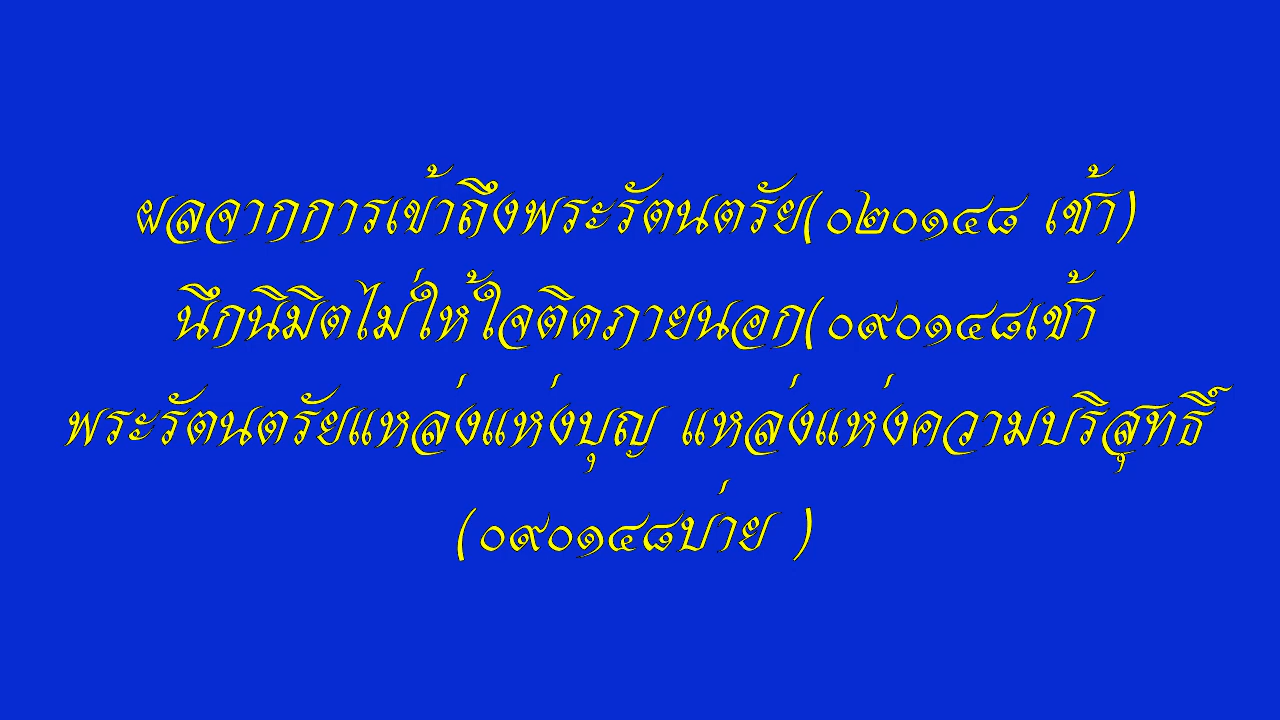 ผลจากการเข้าถึงพระรัตนตรัย(๐๒๐๑๔๘ เช้า)
นึกนิมิตไม่ให้ใจติดภายนอก(๐๙๐๑๔๘เช้า
พระรัตนตรัยแหล่งแห่งบุญ แหล่งแห่งความบริสุทธิ์
(๐๙๐๑๔๘บ่าย )